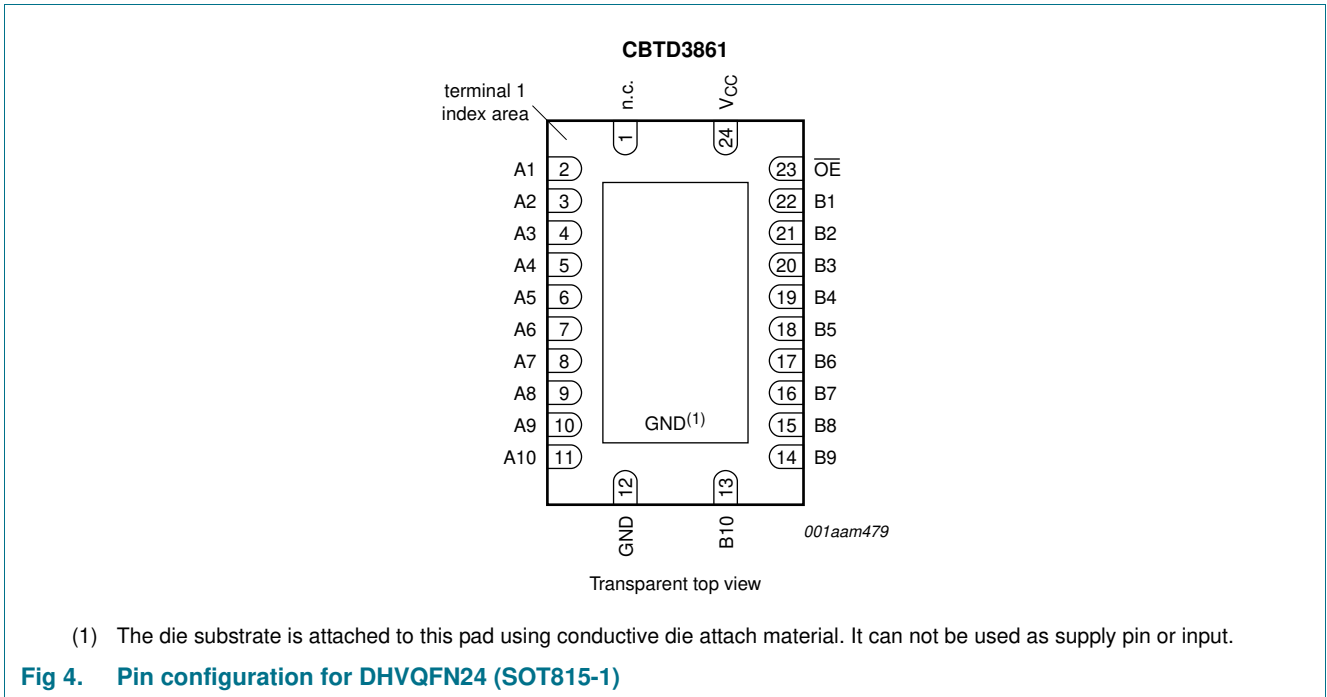 CBTD3861
terminal 1
index area
n.c.
VCC
1
24
A1 2
23 OE
A2 3
22 B1
A3 4
21 B2
A4 5
20 B3
A5 6
19 B4
A6 7
18 B5
A7 8
17 B6
A8 9
16 B7
A9 10
GND(1)
15 B8
A10 11
14 B9
12
13
GND
B10
001aam479
Transparent top view
(1) The die substrate is attached to this pad using conductive die attach material. It can not be used as supply pin or input.
Fig 4. Pin configuration for DHVQFN24 (SOT815-1)